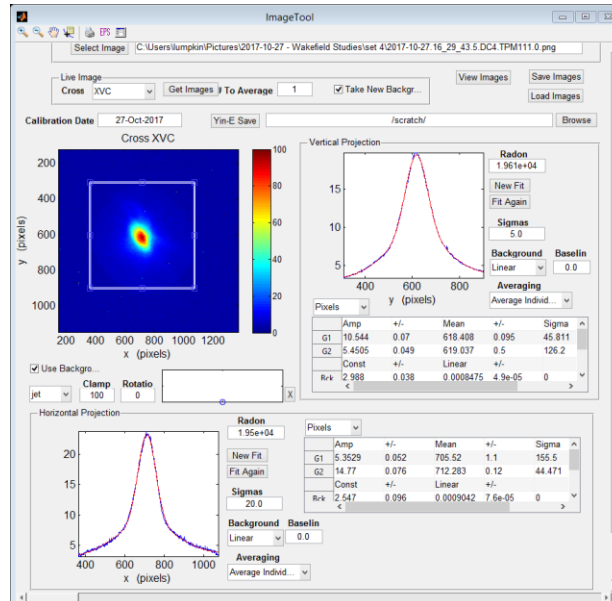 ImageTool
EPS
Select Image C:\Users\lumpkin\Pictures\2017-10-27 - Wakefield Studies\set 4\2017-10-27.16_29_43.5.DC4.TPM111.0.png
Live Image
Cross XVC Get Images To Average 1 Take New Backgr...
View Images Save Images
Load Images
Calibration Date 27-Oct-2017 Yin-E Save /scratch/ Browse
Cross XVC
200
400
600
800
1000
y (pixels)
200 400 600 800 1000 1200
x (pixels)
100
80
60
40
20
0
Use Backgro...
jet Clamp 100 Rotatio 0 X
Vertical Projection
15
10
5
400 600 800
y (pixels)
Radon
1.961e+04
New Fit
Fit Again
Sigmas
5.0
Background Baselin
Linear 0.0
Averaging
Average Individ...
Pixels
Amp +/- Mean +/- Sigma
G1 10.544 0.07 618.408 0.095 45.811
G2 5.4505 0.049 619.037 0.5 126.2
Const +/- Linear +/-
Bck 2.988 0.038 0.0008475 4.9e-05 0
Horizontal Projection
20
15
10
5
400 600 800 1000
x (pixels)
Radon
1.95e+04
New Fit
Fit Again
Sigmas
20.0
Background Baselin
Linear 0.0
Averaging
Average Individ...
Pixels
Amp +/- Mean +/- Sigma
G1 5.3529 0.052 705.52 1.1 155.5
G2 14.77 0.076 712.283 0.12 44.471
Const +/- Linear +/-
Bck 2.547 0.096 0.0009042 7.6e-05 0